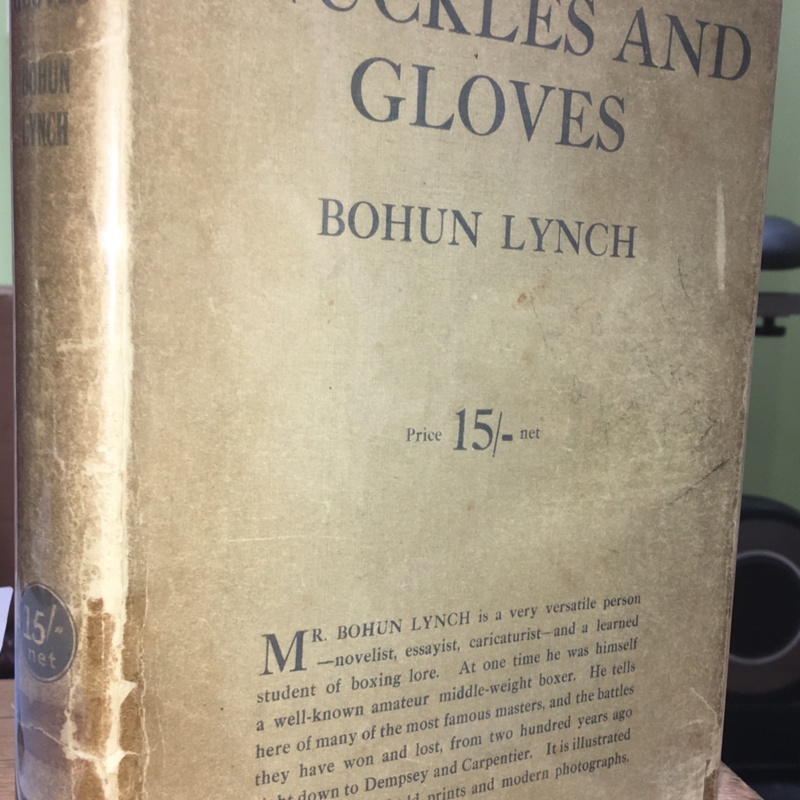 BOHUN
LYNCH
15/-
net
AND
GLOVES
BOHUN LYNCH
Price 15/- net
MR. BOHUN LYNCH is a very versatile person
—novelist, essayist, caricaturist—and a learned
student of boxing lore. At one time he was himself
a well-known amateur middle-weight boxer. He tells
here of many of the most famous masters, and the battles
they have won and lost, from two hundred years ago
down to Dempsey and Carpentier. It is illustrated
prints and modern photographs.